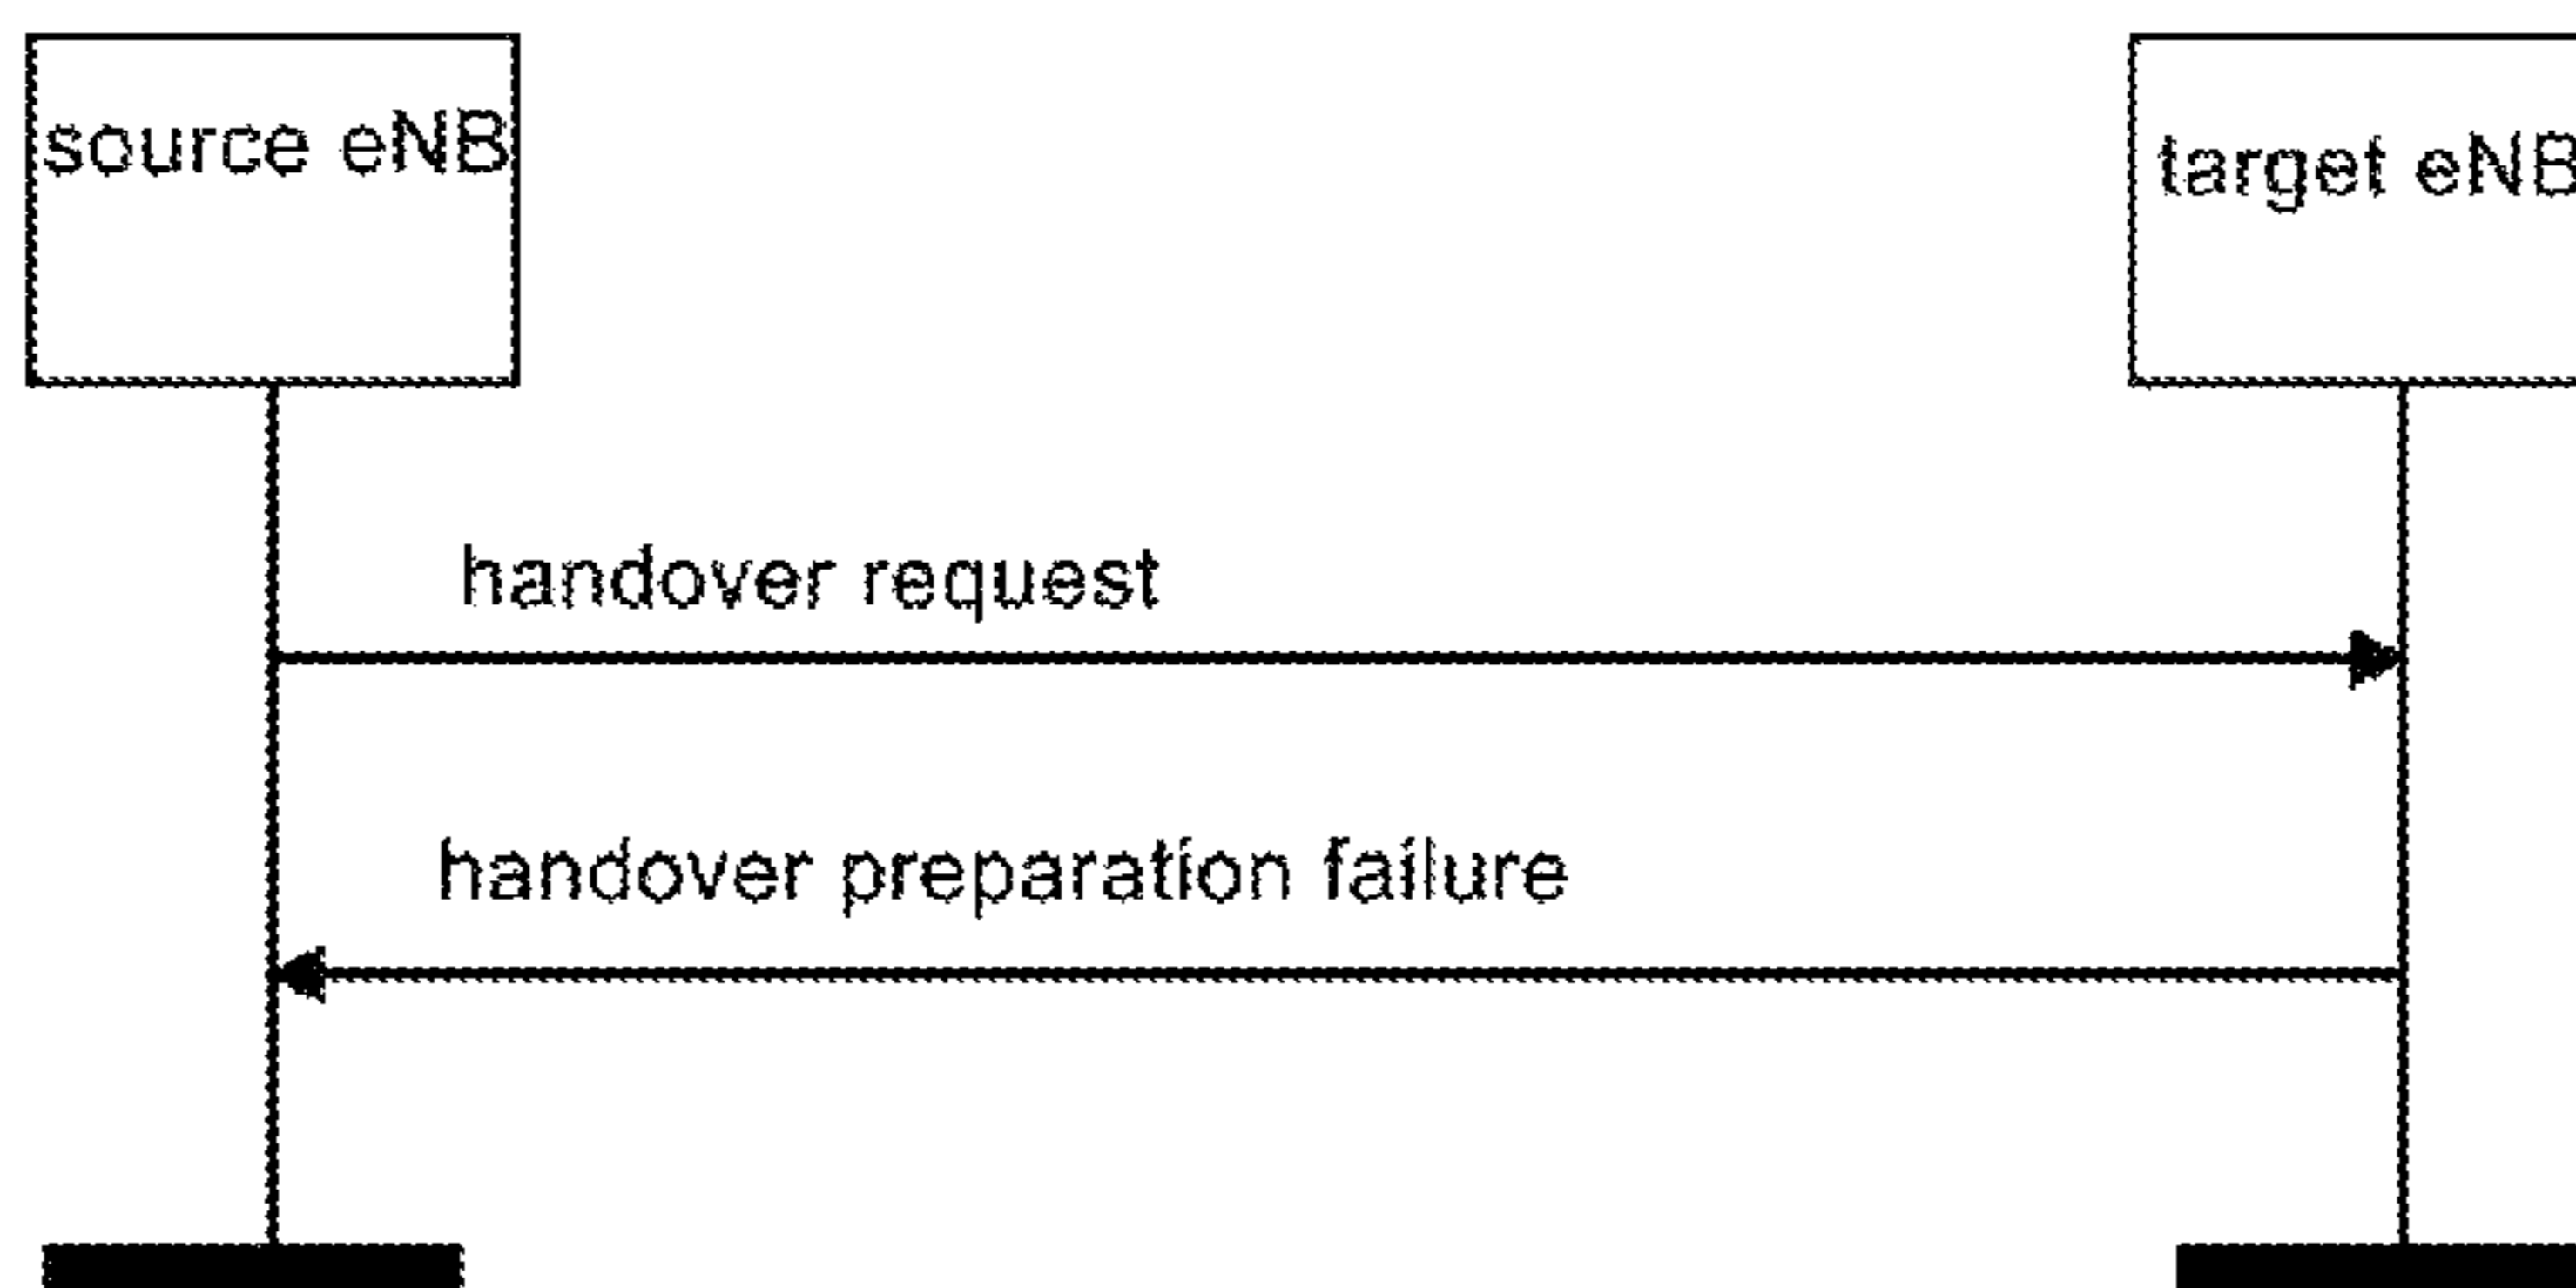 source eNB
target eNB
handover request
handover preparation failure